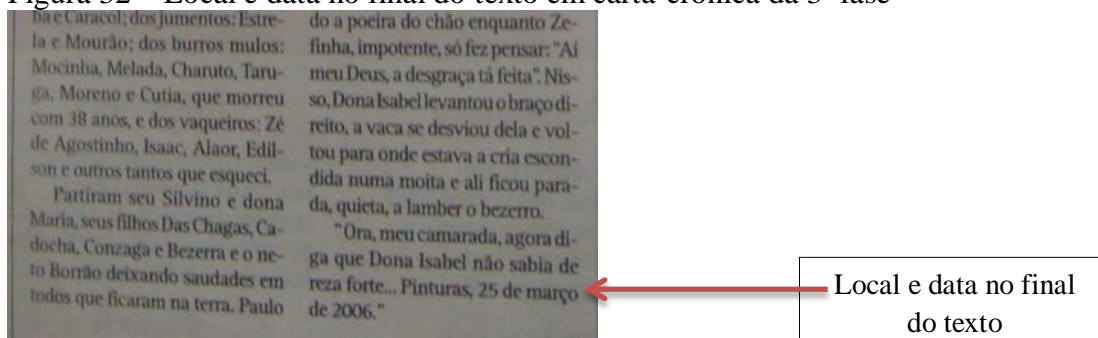 Figura 32 – Local e data no final do texto em carta-crônica da 3ª fase
ba e Caracol; dos jumentos: Estre-
la e Mourão; dos burros mulos:
Mocinha, Melada, Charuto, Taru-
ga, Moreno e Cutia, que morreu
com 38 anos, e dos vaqueiros: Zé
de Agostinho, Isaac, Alaor, Edil-
son e outros tantos que esqueci.
Partiram seu Silvino e dona
Maria, seus filhos Das Chagas, Ca-
docha, Conzaga e Bezerra e o ne-
to Borrão deixando saudades em
todos que ficaram na terra. Paulo
do a poeira do chão enquanto Ze-
finha, impotente, só fez pensar: "Ai
meu Deus, a desgraça tá feita". Nis-
so, Dona Isabel levantou o braço di-
reito, a vaca se desviou dela e vol-
tou para onde estava a cria escon-
dida numa moita e ali ficou para-
da, quieta, a lamber o bezerro.
"Ora, meu camarada, agora di-
ga que Dona Isabel não sabia de
reza forte... Pinturas, 25 de março
de 2006."
Local e data no final
do texto